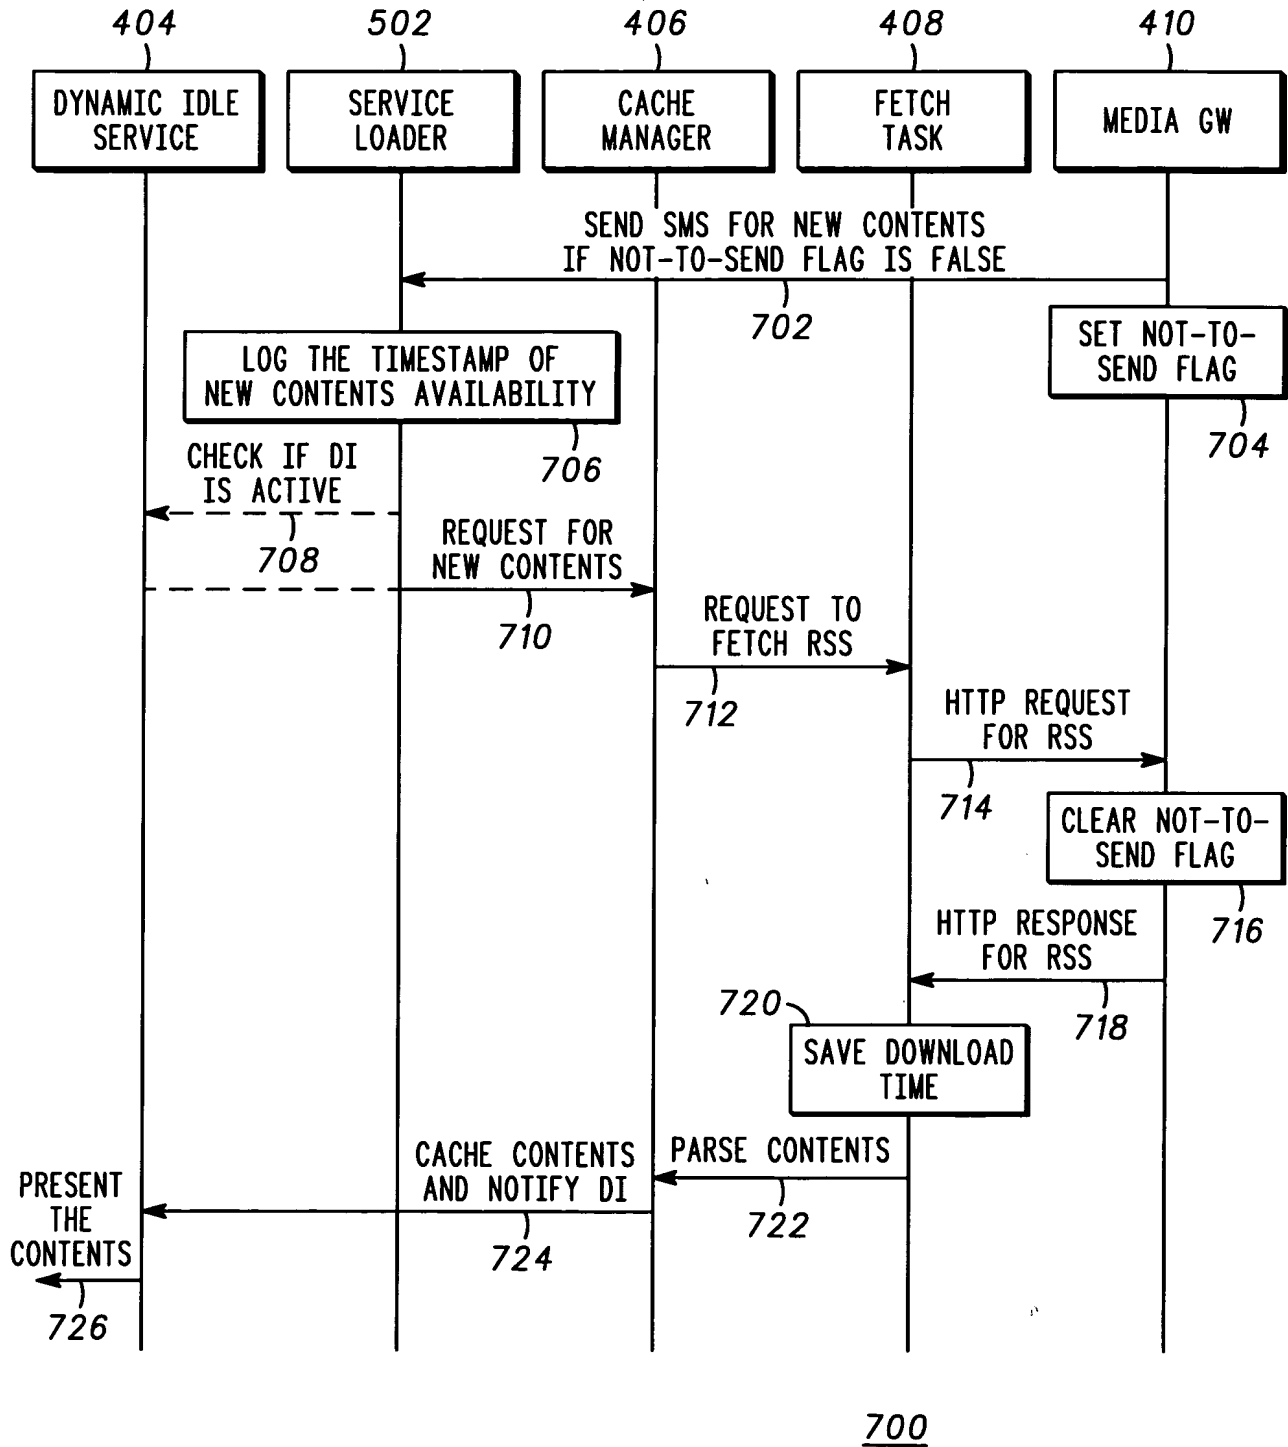 404
502
406
408
410
DYNAMIC IDLE
SERVICE
SERVICE
LOADER
CACHE
MANAGER
FETCH
TASK
MEDIA GW
SEND SMS FOR NEW CONTENTS
IF NOT-TO-SEND FLAG IS FALSE
702
SET NOT-TO-
SEND FLAG
704
LOG THE TIMESTAMP OF
NEW CONTENTS AVAILABILITY
706
CHECK IF DI
IS ACTIVE
708
REQUEST FOR
NEW CONTENTS
710
REQUEST TO
FETCH RSS
712
HTTP REQUEST
FOR RSS
714
CLEAR NOT-TO-
SEND FLAG
716
HTTP RESPONSE
FOR RSS
718
720
SAVE DOWNLOAD
TIME
PARSE CONTENTS
722
CACHE CONTENTS
AND NOTIFY DI
724
PRESENT
THE
CONTENTS
726
700